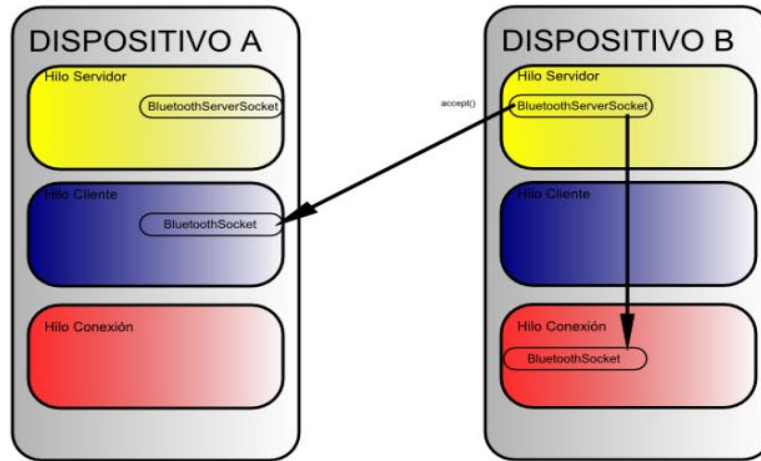 DISPOSITIVO A
Hilo Servidor
BluetoothServerSocket
Hilo Cliente
BluetoothSocket
Hilo Conexión
accept()
DISPOSITIVO B
Hilo Servidor
BluetoothServerSocket
Hilo Cliente
Hilo Conexión
BluetoothSocket